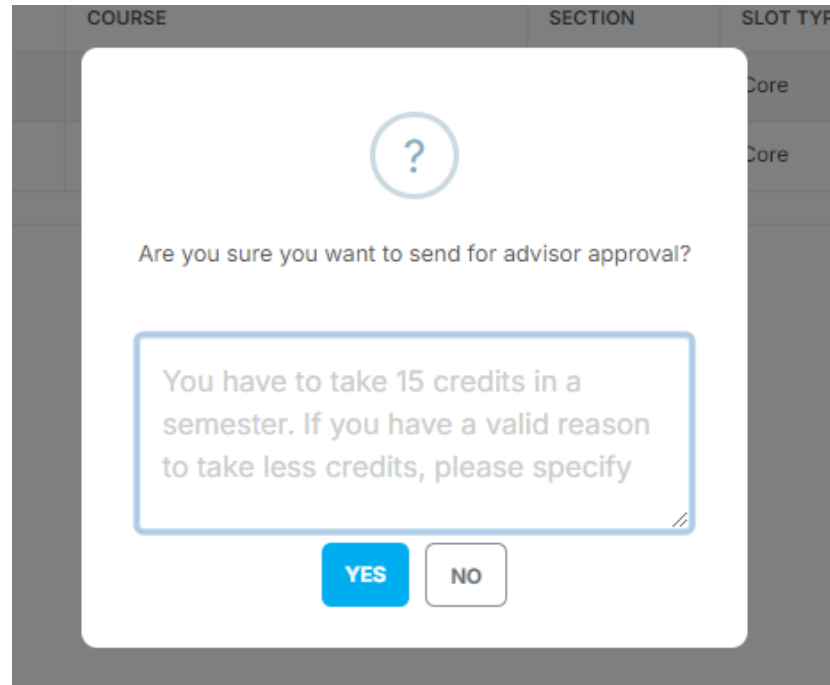 COURSE SECTION SLOT TYP
Core
Core
?
Are you sure you want to send for advisor approval?
You have to take 15 credits in a
semester. If you have a valid reason
to take less credits, please specify
YES NO